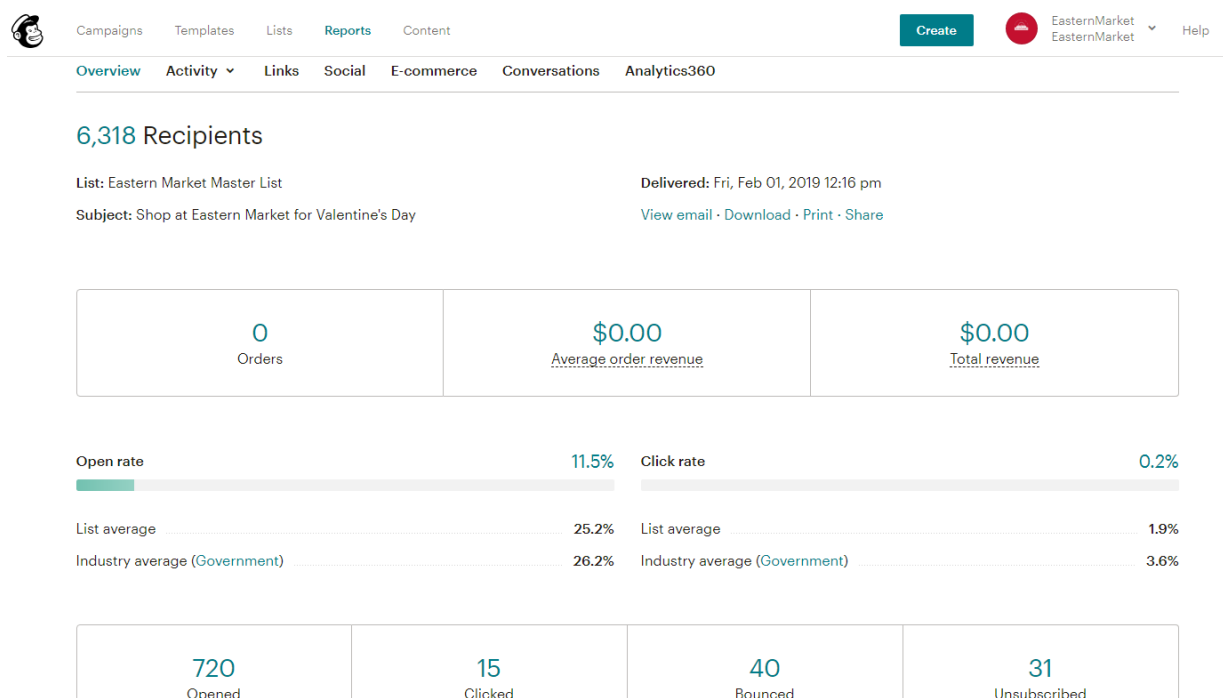 Campaigns Templates Lists Reports Content Create EasternMarket EasternMarket Help
Overview Activity Links Social E-commerce Conversations Analytics360
6,318 Recipients
List: Eastern Market Master List
Delivered: Fri, Feb 01, 2019 12:16 pm
Subject: Shop at Eastern Market for Valentine's Day
View email · Download · Print · Share
0
Orders
$0.00
Average order revenue
$0.00
Total revenue
Open rate 11.5%
List average 25.2%
Industry average (Government) 26.2%
Click rate 0.2%
List average 1.9%
Industry average (Government) 3.6%
720
Opened
15
Clicked
40
Bounced
31
Unsubscribed